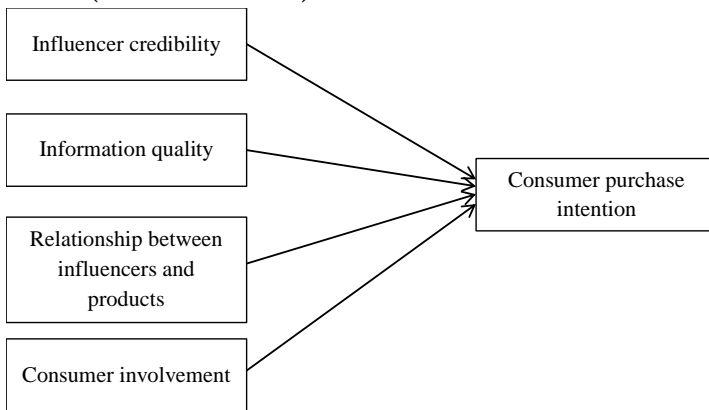 Influencer credibility
Information quality
Relationship between
influencers and
products
Consumer involvement
Consumer purchase
intention